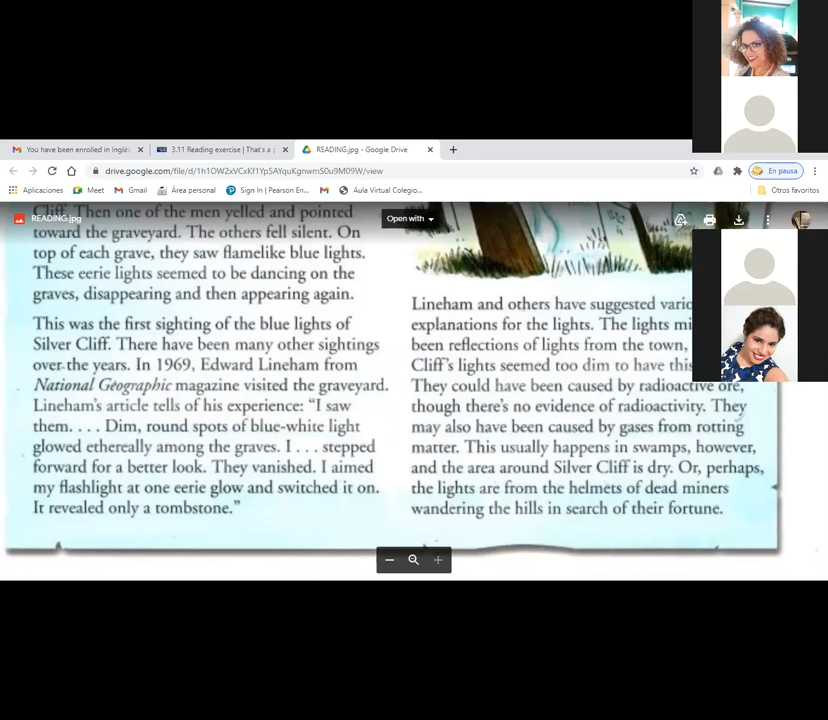 You have been enrolled in Inglés
3.11 Reading exercise | That's a
READING.jpg - Google Drive
drive.google.com/file/d/1h1OW2xVCxKf1YpSAYquKgnwmS0u9M09W/view
En pausa
Aplicaciones
Meet
Gmail
Área personal
Sign In | Pearson En...
Aula Virtual Colegio...
Otros favoritos
READING.jpg
Open with
Cliff. Then one of the men yelled and pointed
toward the graveyard. The others fell silent. On
top of each grave, they saw flamelike blue lights.
These eerie lights seemed to be dancing on the
graves, disappearing and then appearing again.
This was the first sighting of the blue lights of
Silver Cliff. There have been many other sightings
over the years. In 1969, Edward Lineham from
National Geographic magazine visited the graveyard.
Lineham's article tells of his experience: "I saw
them. . . . Dim, round spots of blue-white light
glowed ethereally among the graves. I . . . stepped
forward for a better look. They vanished. I aimed
my flashlight at one eerie glow and switched it on.
It revealed only a tombstone."
Lineham and others have suggested vario
explanations for the lights. The lights mi
been reflections of lights from the town,
Cliff's lights seemed too dim to have this
They could have been caused by radioactive ore,
though there's no evidence of radioactivity. They
may also have been caused by gases from rotting
matter. This usually happens in swamps, however,
and the area around Silver Cliff is dry. Or, perhaps,
the lights are from the helmets of dead miners
wandering the hills in search of their fortune.